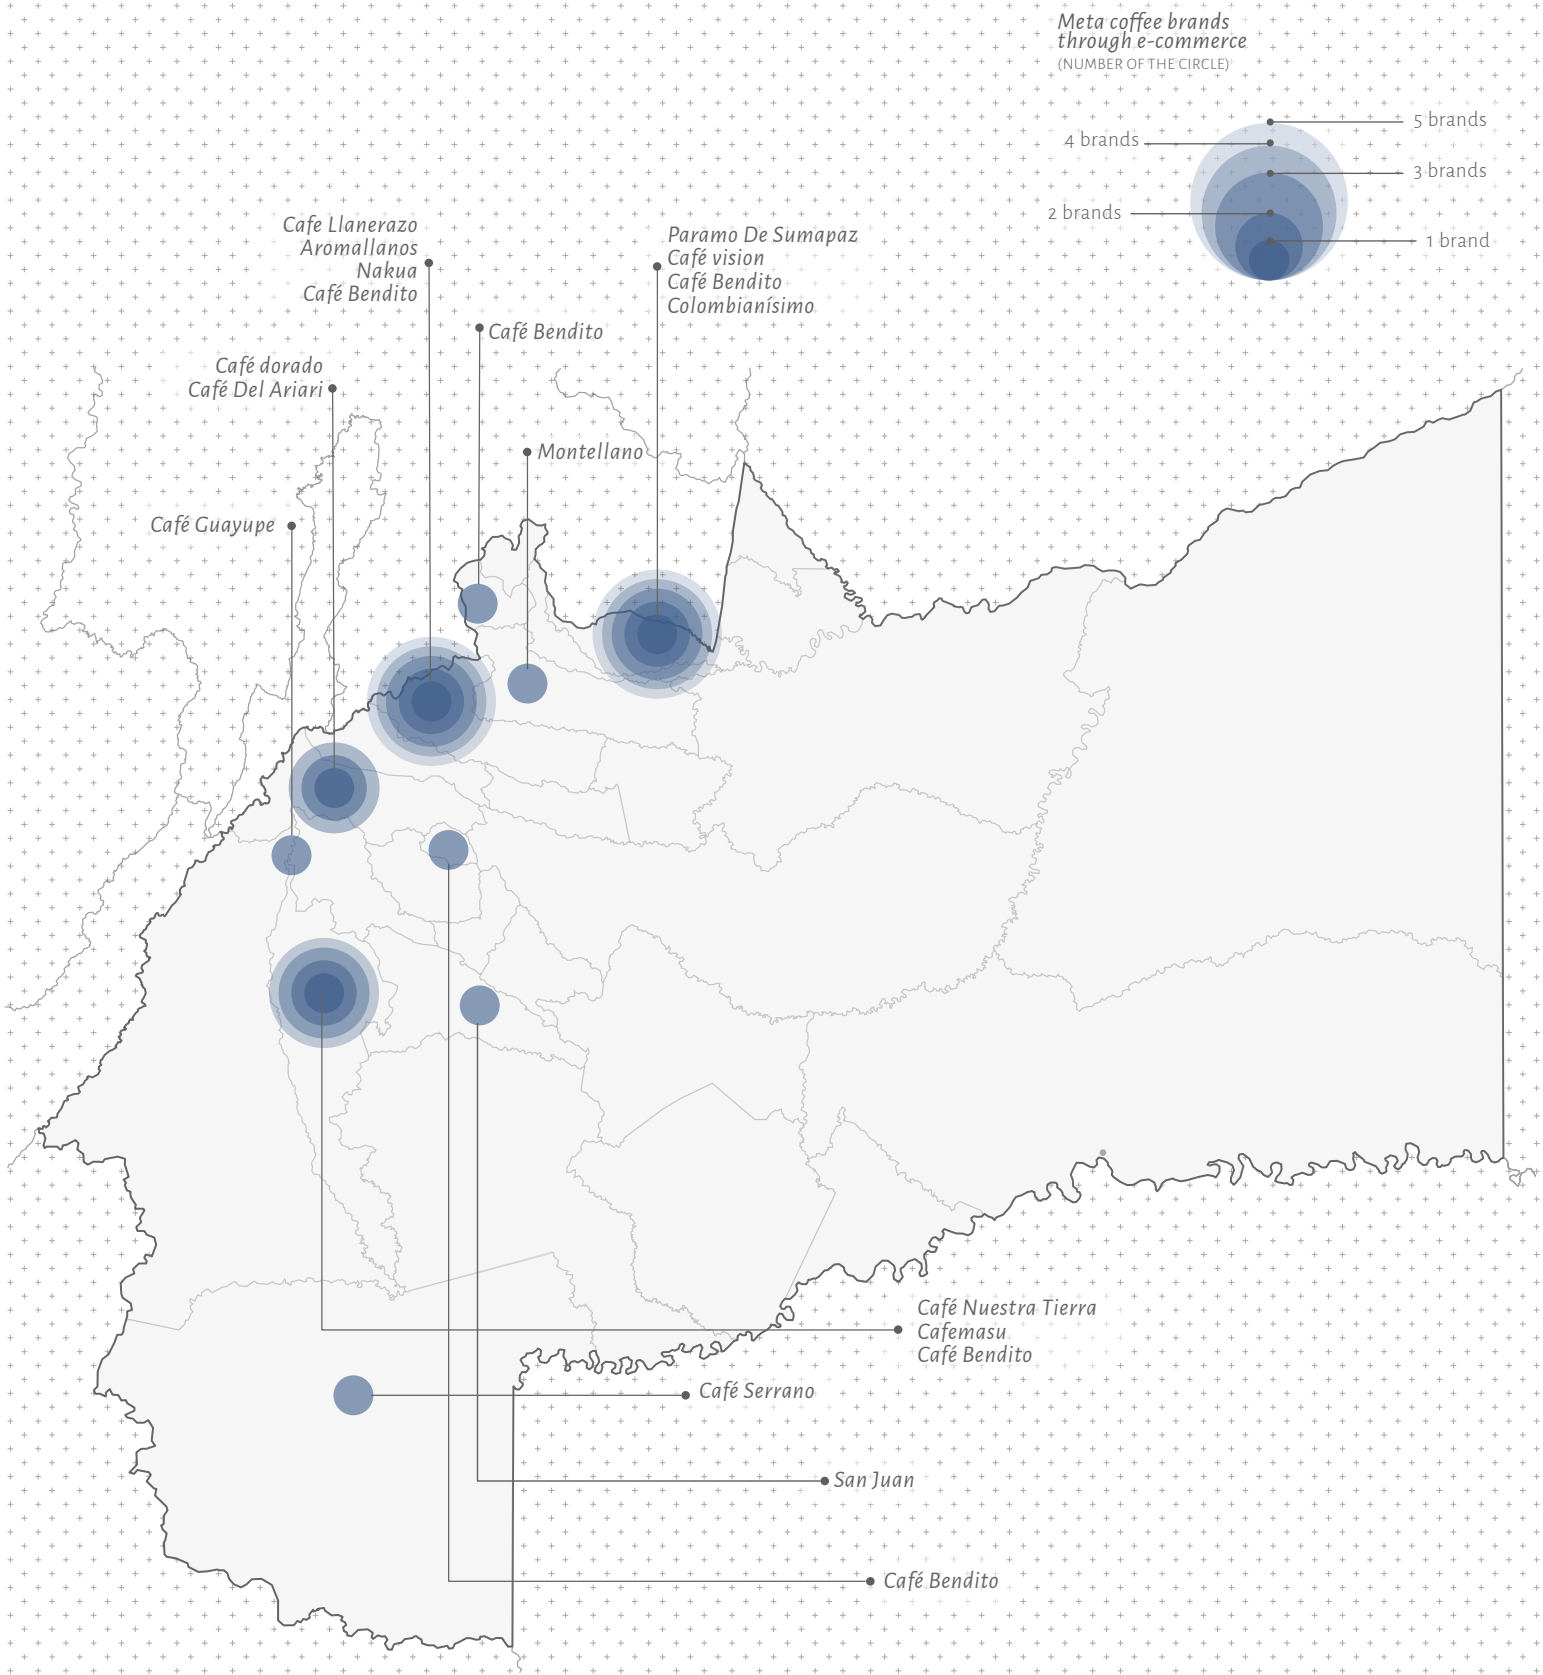 Meta coffee brands
through e-commerce
(NUMBER OF THE CIRCLE)
5 brands
4 brands
3 brands
2 brands
1 brand
Cafe Llanerazo
Aromallanos
Nakua
Café Bendito
Paramo De Sumapaz
Café vision
Café Bendito
Colombianísimo
Café Bendito
Café dorado
Café Del Ariari
Montellano
Café Guayupe
Café Nuestra Tierra
Cafemasu
Café Bendito
Café Serrano
San Juan
Café Bendito